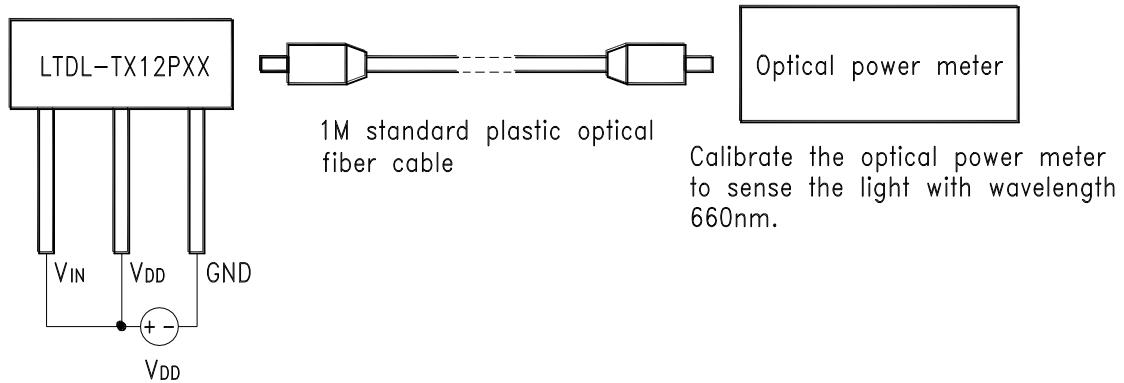 LTDL-TX12PXX
Optical power meter
1M standard plastic optical
fiber cable
Calibrate the optical power meter
to sense the light with wavelength
660nm.
VIN
VDD
GND
+ -
VDD